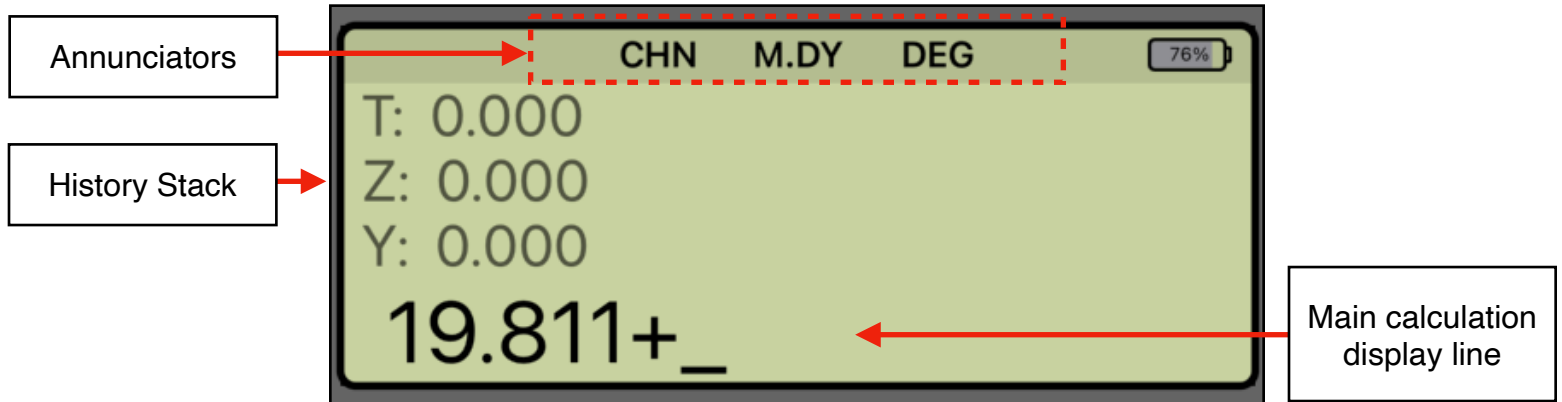 Annunciators
CHN M.DY DEG
76%
T: 0.000
History Stack
Z: 0.000
Y: 0.000
19.811+_
Main calculation
display line